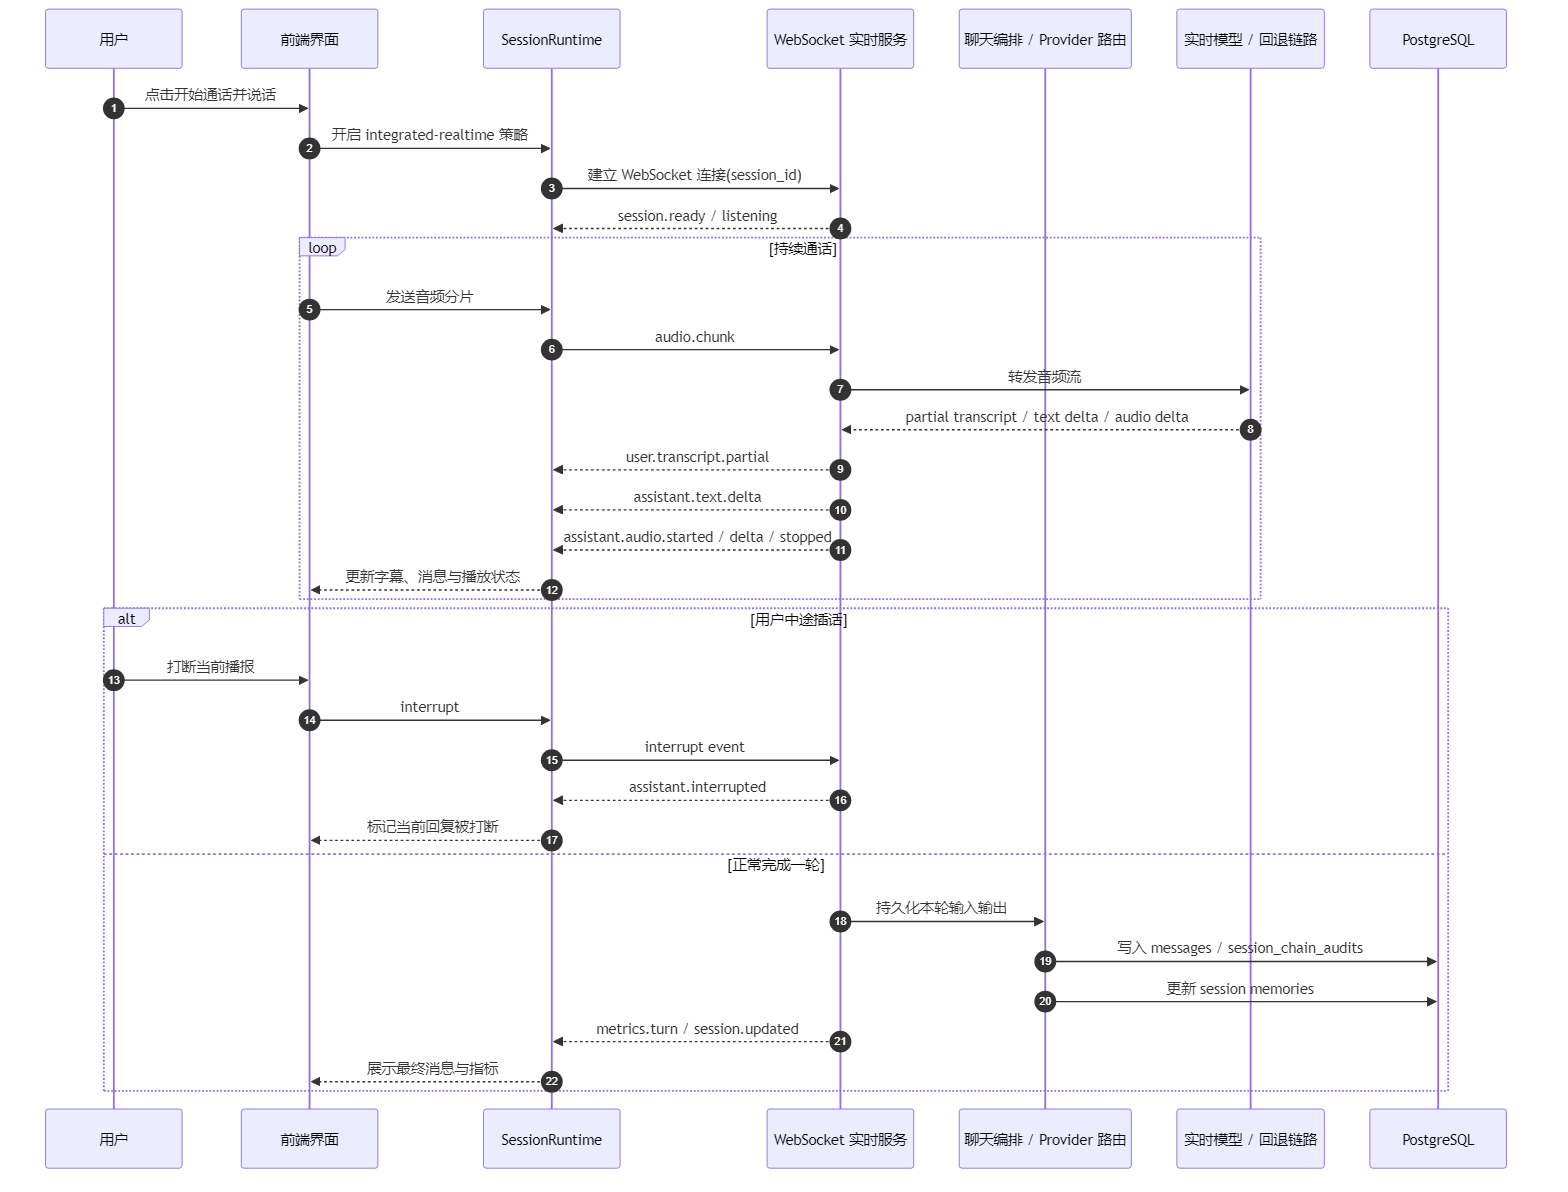 用户
前端界面
SessionRuntime
WebSocket 实时服务
聊天编排 / Provider 路由
实时模型 / 回退链路
PostgreSQL
1
点击开始通话并说话
2
开启 integrated-realtime 策略
3
建立 WebSocket 连接(session_id)
session.ready / listening
4
loop
[持续通话]
5
发送音频分片
6
audio.chunk
7
转发音频流
partial transcript / text delta / audio delta
8
user.transcript.partial
9
assistant.text.delta
10
assistant.audio.started / delta / stopped
11
更新字幕、消息与播放状态
12
alt
[用户中途插话]
13
打断当前播报
14
interrupt
15
interrupt event
assistant.interrupted
16
标记当前回复被打断
17
[正常完成一轮]
18
持久化本轮输入输出
19
写入 messages / session_chain_audits
20
更新 session memories
metrics.turn / session.updated
21
展示最终消息与指标
22
用户
前端界面
SessionRuntime
WebSocket 实时服务
聊天编排 / Provider 路由
实时模型 / 回退链路
PostgreSQL